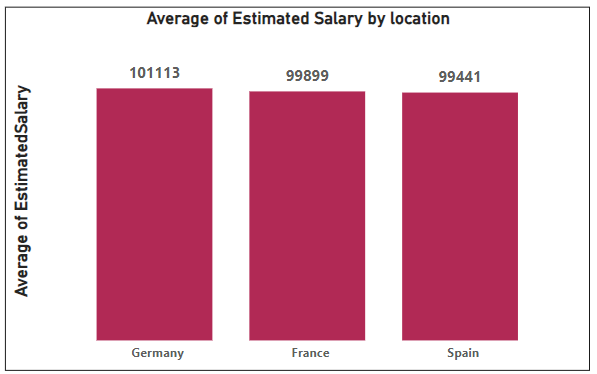 Average of Estimated Salary by location
Average of EstimatedSalary
101113
99899
99441
Germany
France
Spain